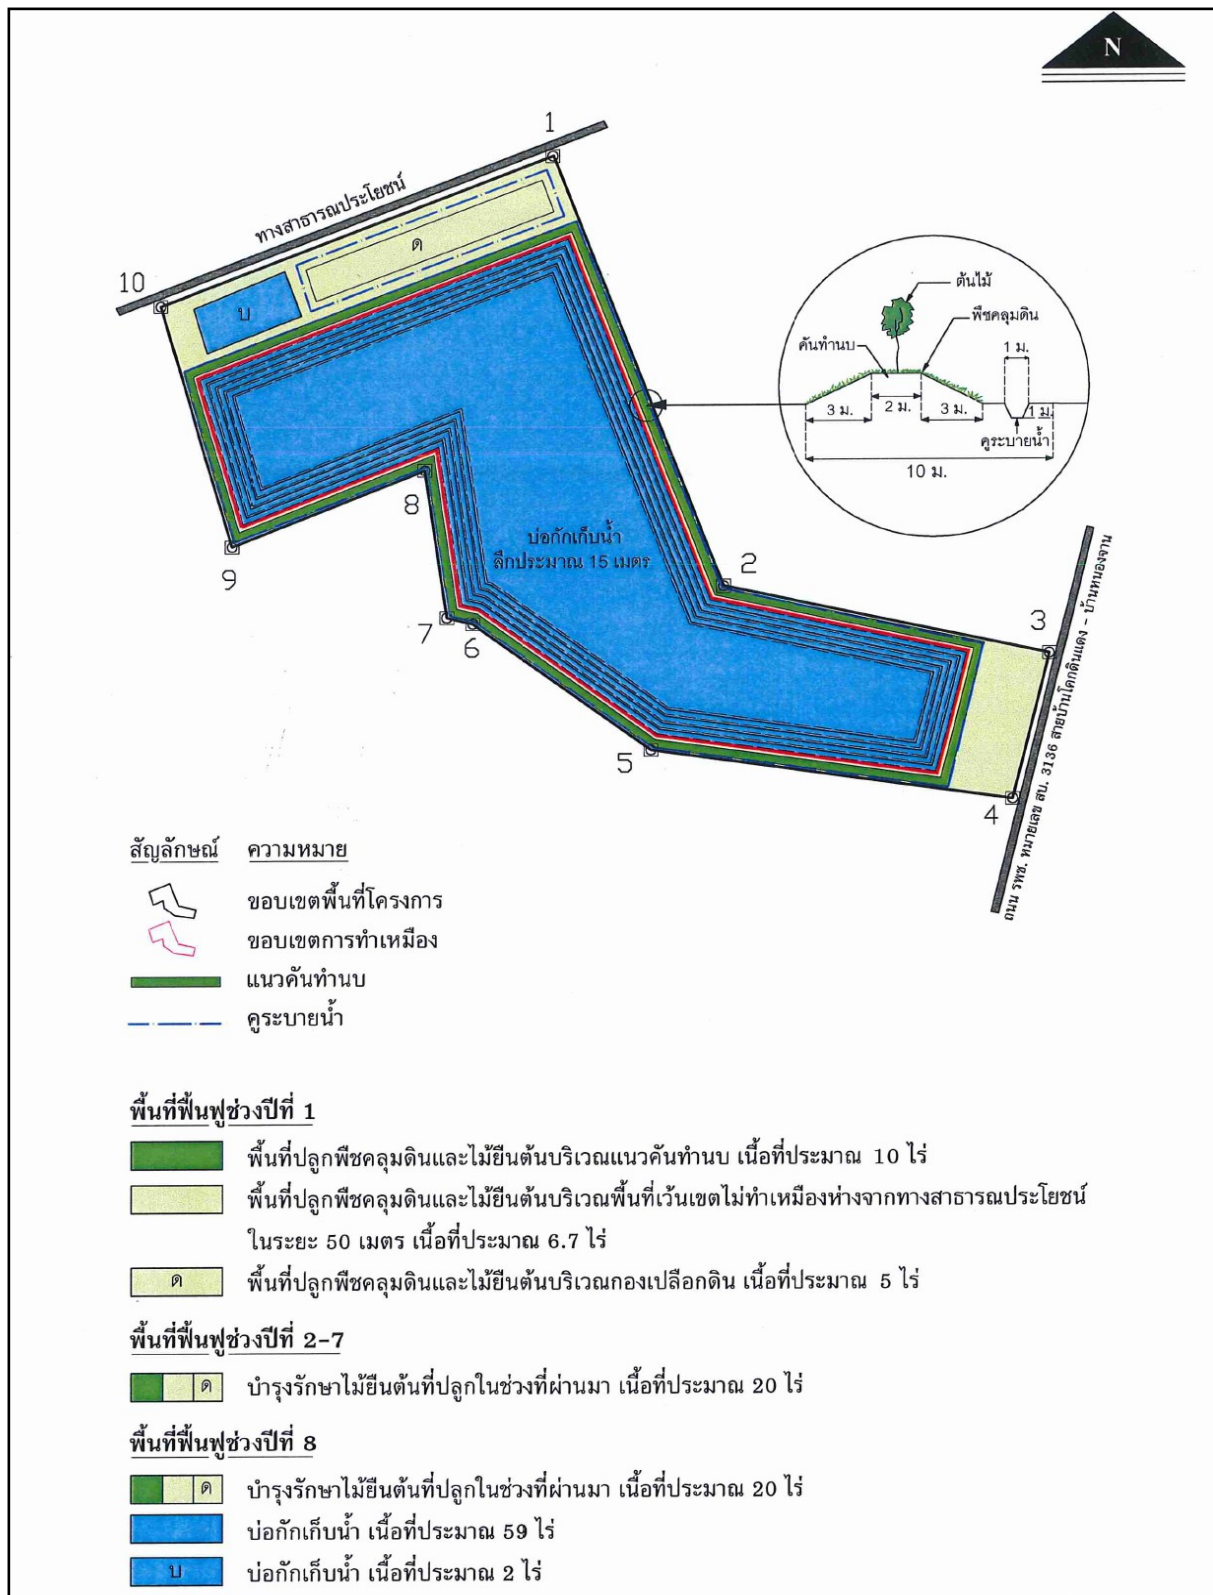 N
1
ทางสาธารณประโยชน์
ด
10
บ
ต้นไม้
พืชคลุมดิน
คันทำนบ
1 ม.
3 ม.
2 ม.
3 ม.
1 ม.
คูระบายน้ำ
10 ม.
8
บ่อกักเก็บน้ำ
ลึกประมาณ 15 เมตร
9
2
7
6
3
5
4
ถนน รพช. หมายเลข สบ. 3136 สายบ้านโคกดินแดง - บ้านหนองจาน
สัญลักษณ์ ความหมาย
ขอบเขตพื้นที่โครงการ
ขอบเขตการทำเหมือง
แนวคันทำนบ
คูระบายน้ำ
พื้นที่ฟื้นฟูช่วงปีที่ 1
พื้นที่ปลูกพืชคลุมดินและไม้ยืนต้นบริเวณแนวคันทำนบ เนื้อที่ประมาณ 10 ไร่
พื้นที่ปลูกพืชคลุมดินและไม้ยืนต้นบริเวณพื้นที่เว้นเขตไม่ทำเหมืองห่างจากทางสาธารณประโยชน์
ในระยะ 50 เมตร เนื้อที่ประมาณ 6.7 ไร่
ด พื้นที่ปลูกพืชคลุมดินและไม้ยืนต้นบริเวณกองเปลือกดิน เนื้อที่ประมาณ 5 ไร่
พื้นที่ฟื้นฟูช่วงปีที่ 2-7
ด บำรุงรักษาไม้ยืนต้นที่ปลูกในช่วงที่ผ่านมา เนื้อที่ประมาณ 20 ไร่
พื้นที่ฟื้นฟูช่วงปีที่ 8
ด บำรุงรักษาไม้ยืนต้นที่ปลูกในช่วงที่ผ่านมา เนื้อที่ประมาณ 20 ไร่
บ่อกักเก็บน้ำ เนื้อที่ประมาณ 59 ไร่
บ บ่อกักเก็บน้ำ เนื้อที่ประมาณ 2 ไร่